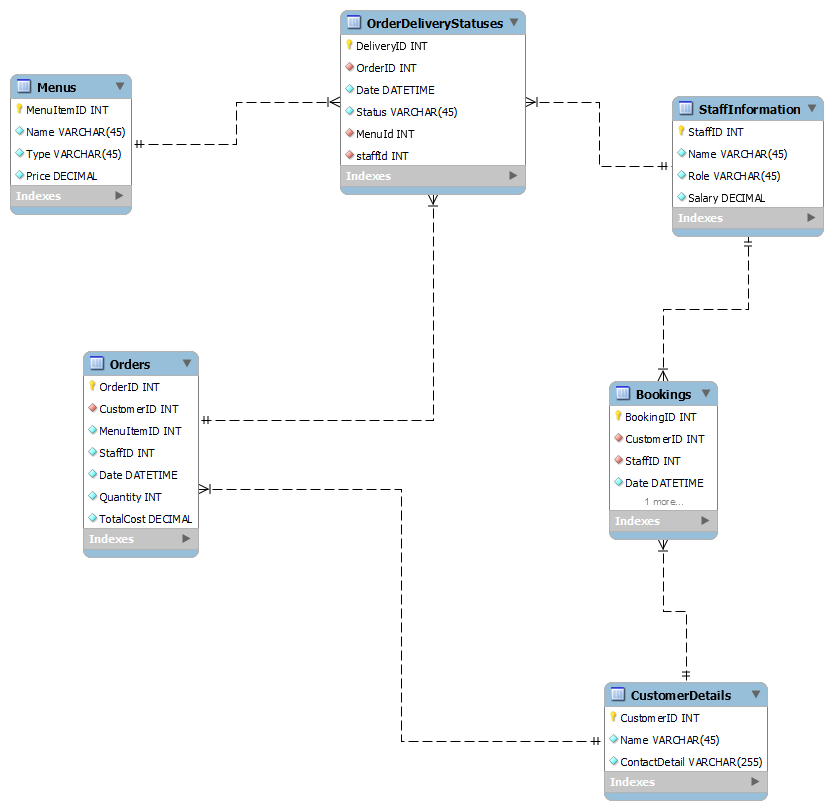 OrderDeliveryStatuses
DeliveryID INT
OrderID INT
Date DATETIME
Status VARCHAR(45)
MenuId INT
staffId INT
Indexes
Menus
MenuItemID INT
Name VARCHAR(45)
Type VARCHAR(45)
Price DECIMAL
Indexes
StaffInformation
StaffID INT
Name VARCHAR(45)
Role VARCHAR(45)
Salary DECIMAL
Indexes
Orders
OrderID INT
CustomerID INT
MenuItemID INT
StaffID INT
Date DATETIME
Quantity INT
TotalCost DECIMAL
Indexes
Bookings
BookingID INT
CustomerID INT
StaffID INT
Date DATETIME
1 more...
Indexes
CustomerDetails
CustomerID INT
Name VARCHAR(45)
ContactDetail VARCHAR(255)
Indexes